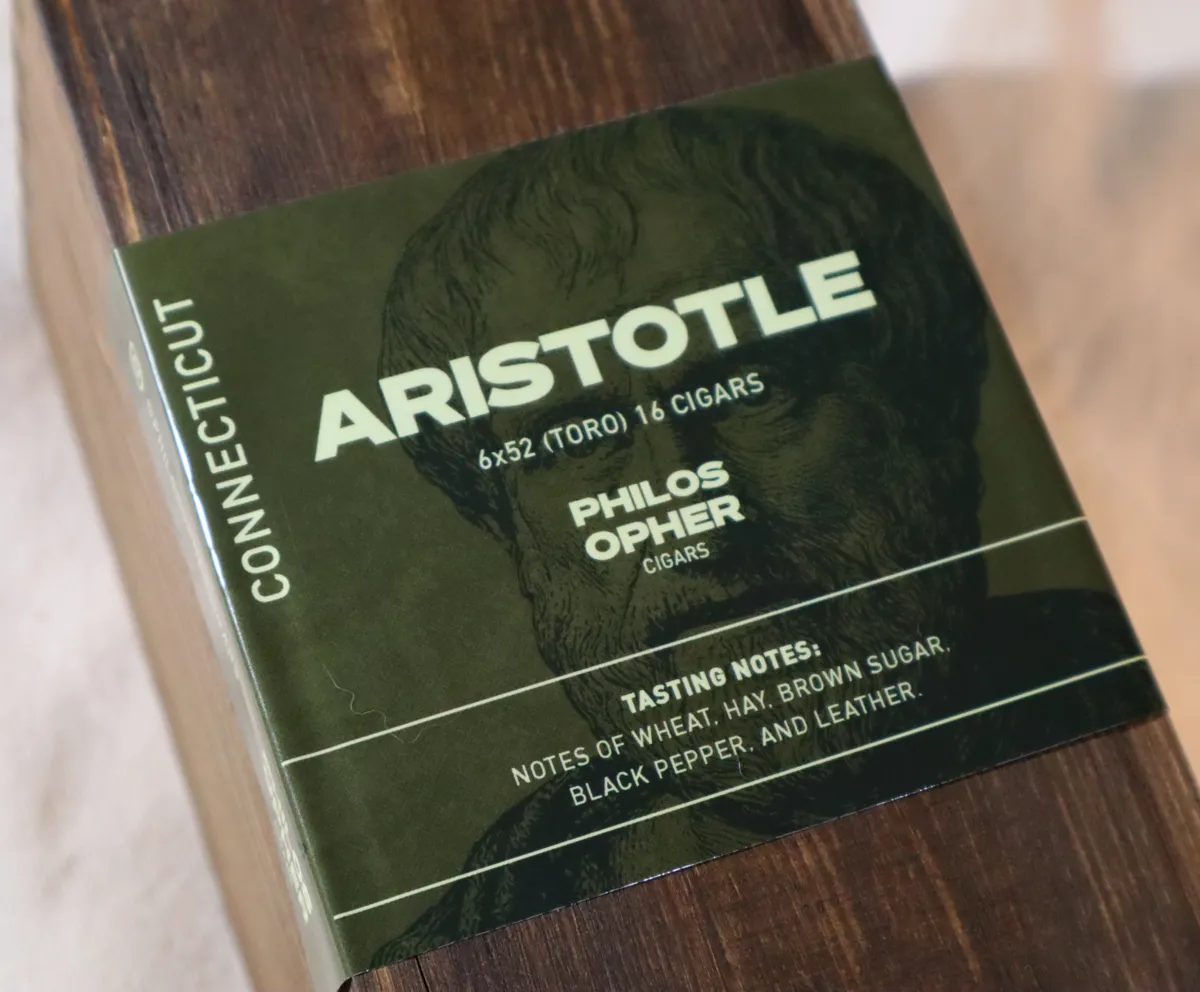 CONNECTICUT
ARISTOTLE
6x52 (TORO) 16 CIGARS
PHILOS
OPHER
CIGARS
TASTING NOTES:
NOTES OF WHEAT, HAY, BROWN SUGAR,
BLACK PEPPER, AND LEATHER.